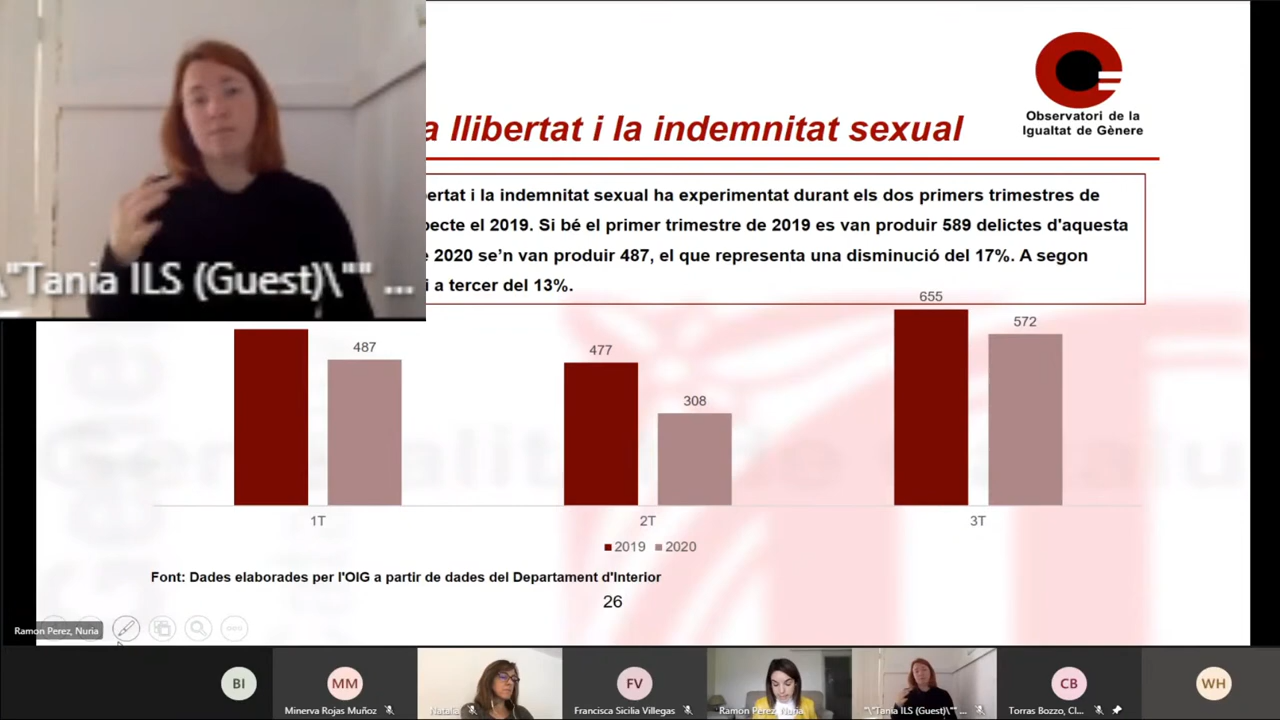 \"Tania ILS (Guest)\"" ...
a llibertat i la indemnitat sexual
Observatori de la
Igualtat de Gènere
ertat i la indemnitat sexual ha experimentat durant els dos primers trimestres de
pecte el 2019. Si bé el primer trimestre de 2019 es van produir 589 delictes d'aquesta
2020 se'n van produir 487, el que representa una disminució del 17%. A segon
i a tercer del 13%.
487
477
308
655
572
1T
2T
3T
2019 2020
Font: Dades elaborades per l'OIG a partir de dades del Departament d'Interior
26
Ramon Perez, Nuria
BI
MM
Minerva Rojas Muñoz
Natalia
FV
Francisca Sicilia Villegas
Ramon Pérez, Nuria
\"Tania ILS (Guest)\"" ...
CB
Torras Bozzo, Cl...
WH